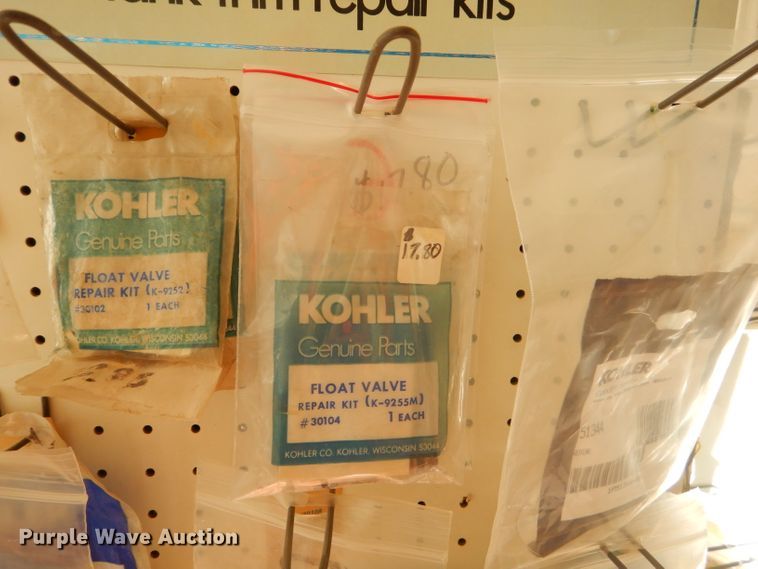 tank trim repair kits
KOHLER
Genuine Parts
FLOAT VALVE
REPAIR KIT (K-9252)
#30102 1 EACH
KOHLER CO. KOHLER, WISCONSIN 53044
.80
$
17.80
KOHLER
Genuine Parts
FLOAT VALVE
REPAIR KIT (K-9255M)
#30104 1 EACH
KOHLER CO. KOHLER, WISCONSIN 53044
KOHLER
51344
Purple Wave Auction